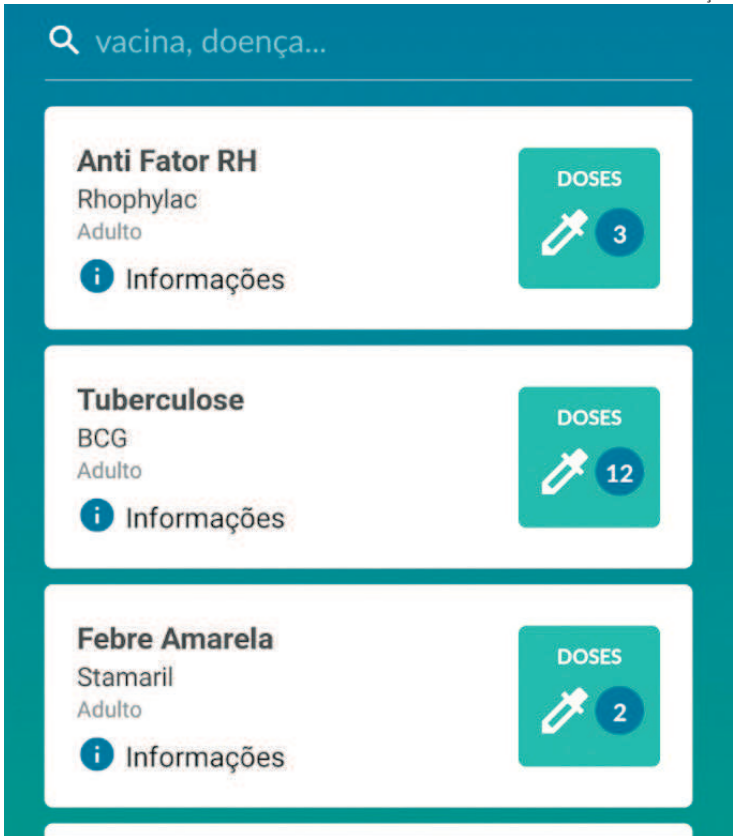 vacina, doença...
Anti Fator RH
Rhophylac
Adulto
Informações
DOSES
3
Tuberculose
BCG
Adulto
Informações
DOSES
12
Febre Amarela
Stamaril
Adulto
Informações
DOSES
2